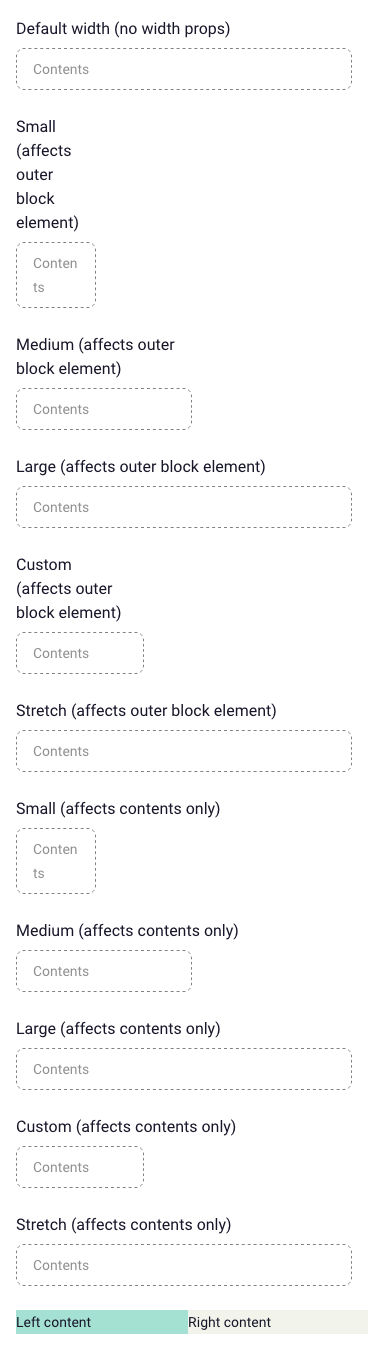 Default width (no width props)
Contents
Small
(affects
outer
block
element)
Conten
ts
Medium (affects outer
block element)
Contents
Large (affects outer block element)
Contents
Custom
(affects outer
block element)
Contents
Stretch (affects outer block element)
Contents
Small (affects contents only)
Conten
ts
Medium (affects contents only)
Contents
Large (affects contents only)
Contents
Custom (affects contents only)
Contents
Stretch (affects contents only)
Contents
Left content Right content